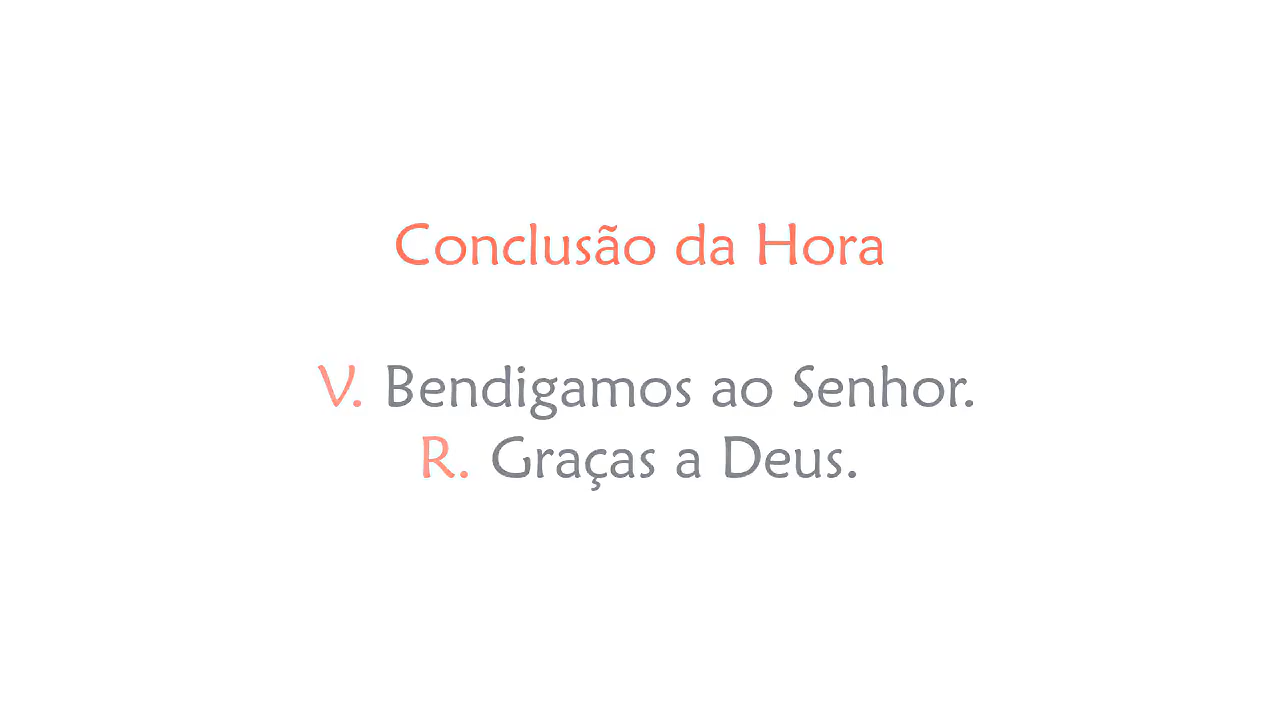 Conclusão da Hora
V. Bendigamos ao Senhor.
R. Graças a Deus.